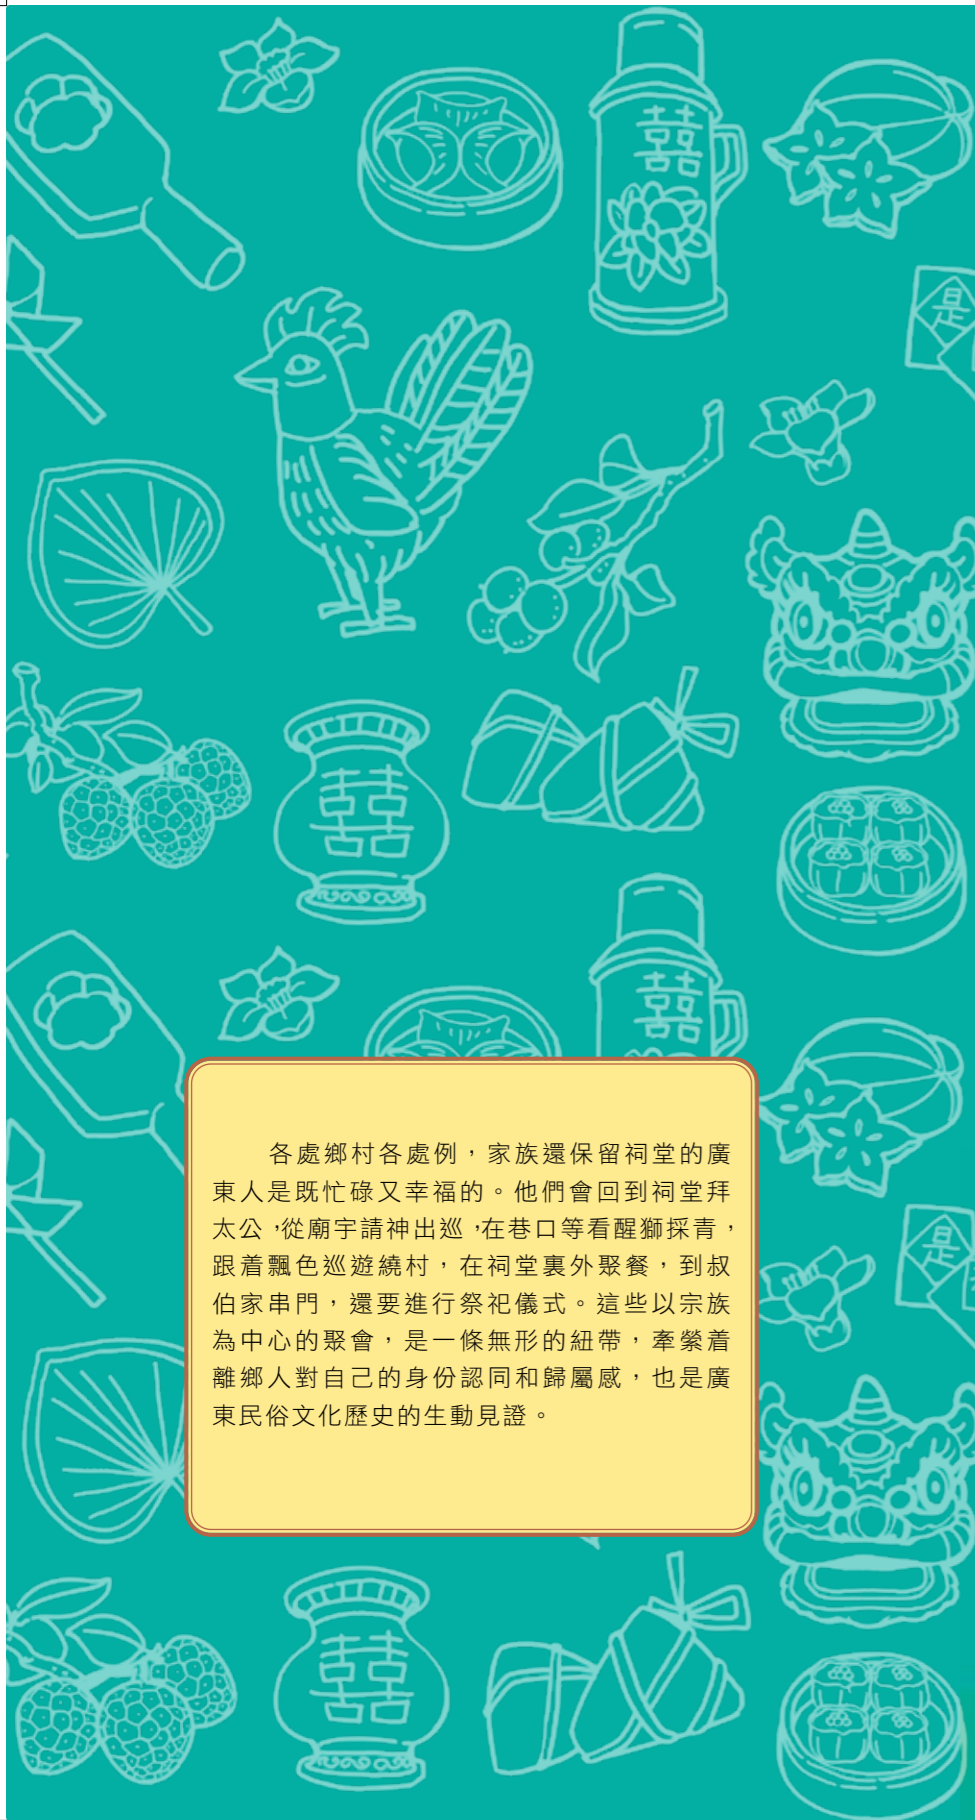 囍
是
囍
囍
各處鄉村各處例，家族還保留祠堂的廣
東人是既忙碌又幸福的。他們會回到祠堂拜
太公，從廟宇請神出巡，在巷口等看醒獅採青，
跟着飄色巡遊繞村，在祠堂裏外聚餐，到叔
伯家串門，還要進行祭祀儀式。這些以宗族
為中心的聚會，是一條無形的紐帶，牽縈着
離鄉人對自己的身份認同和歸屬感，也是廣
東民俗文化歷史的生動見證。
是
囍